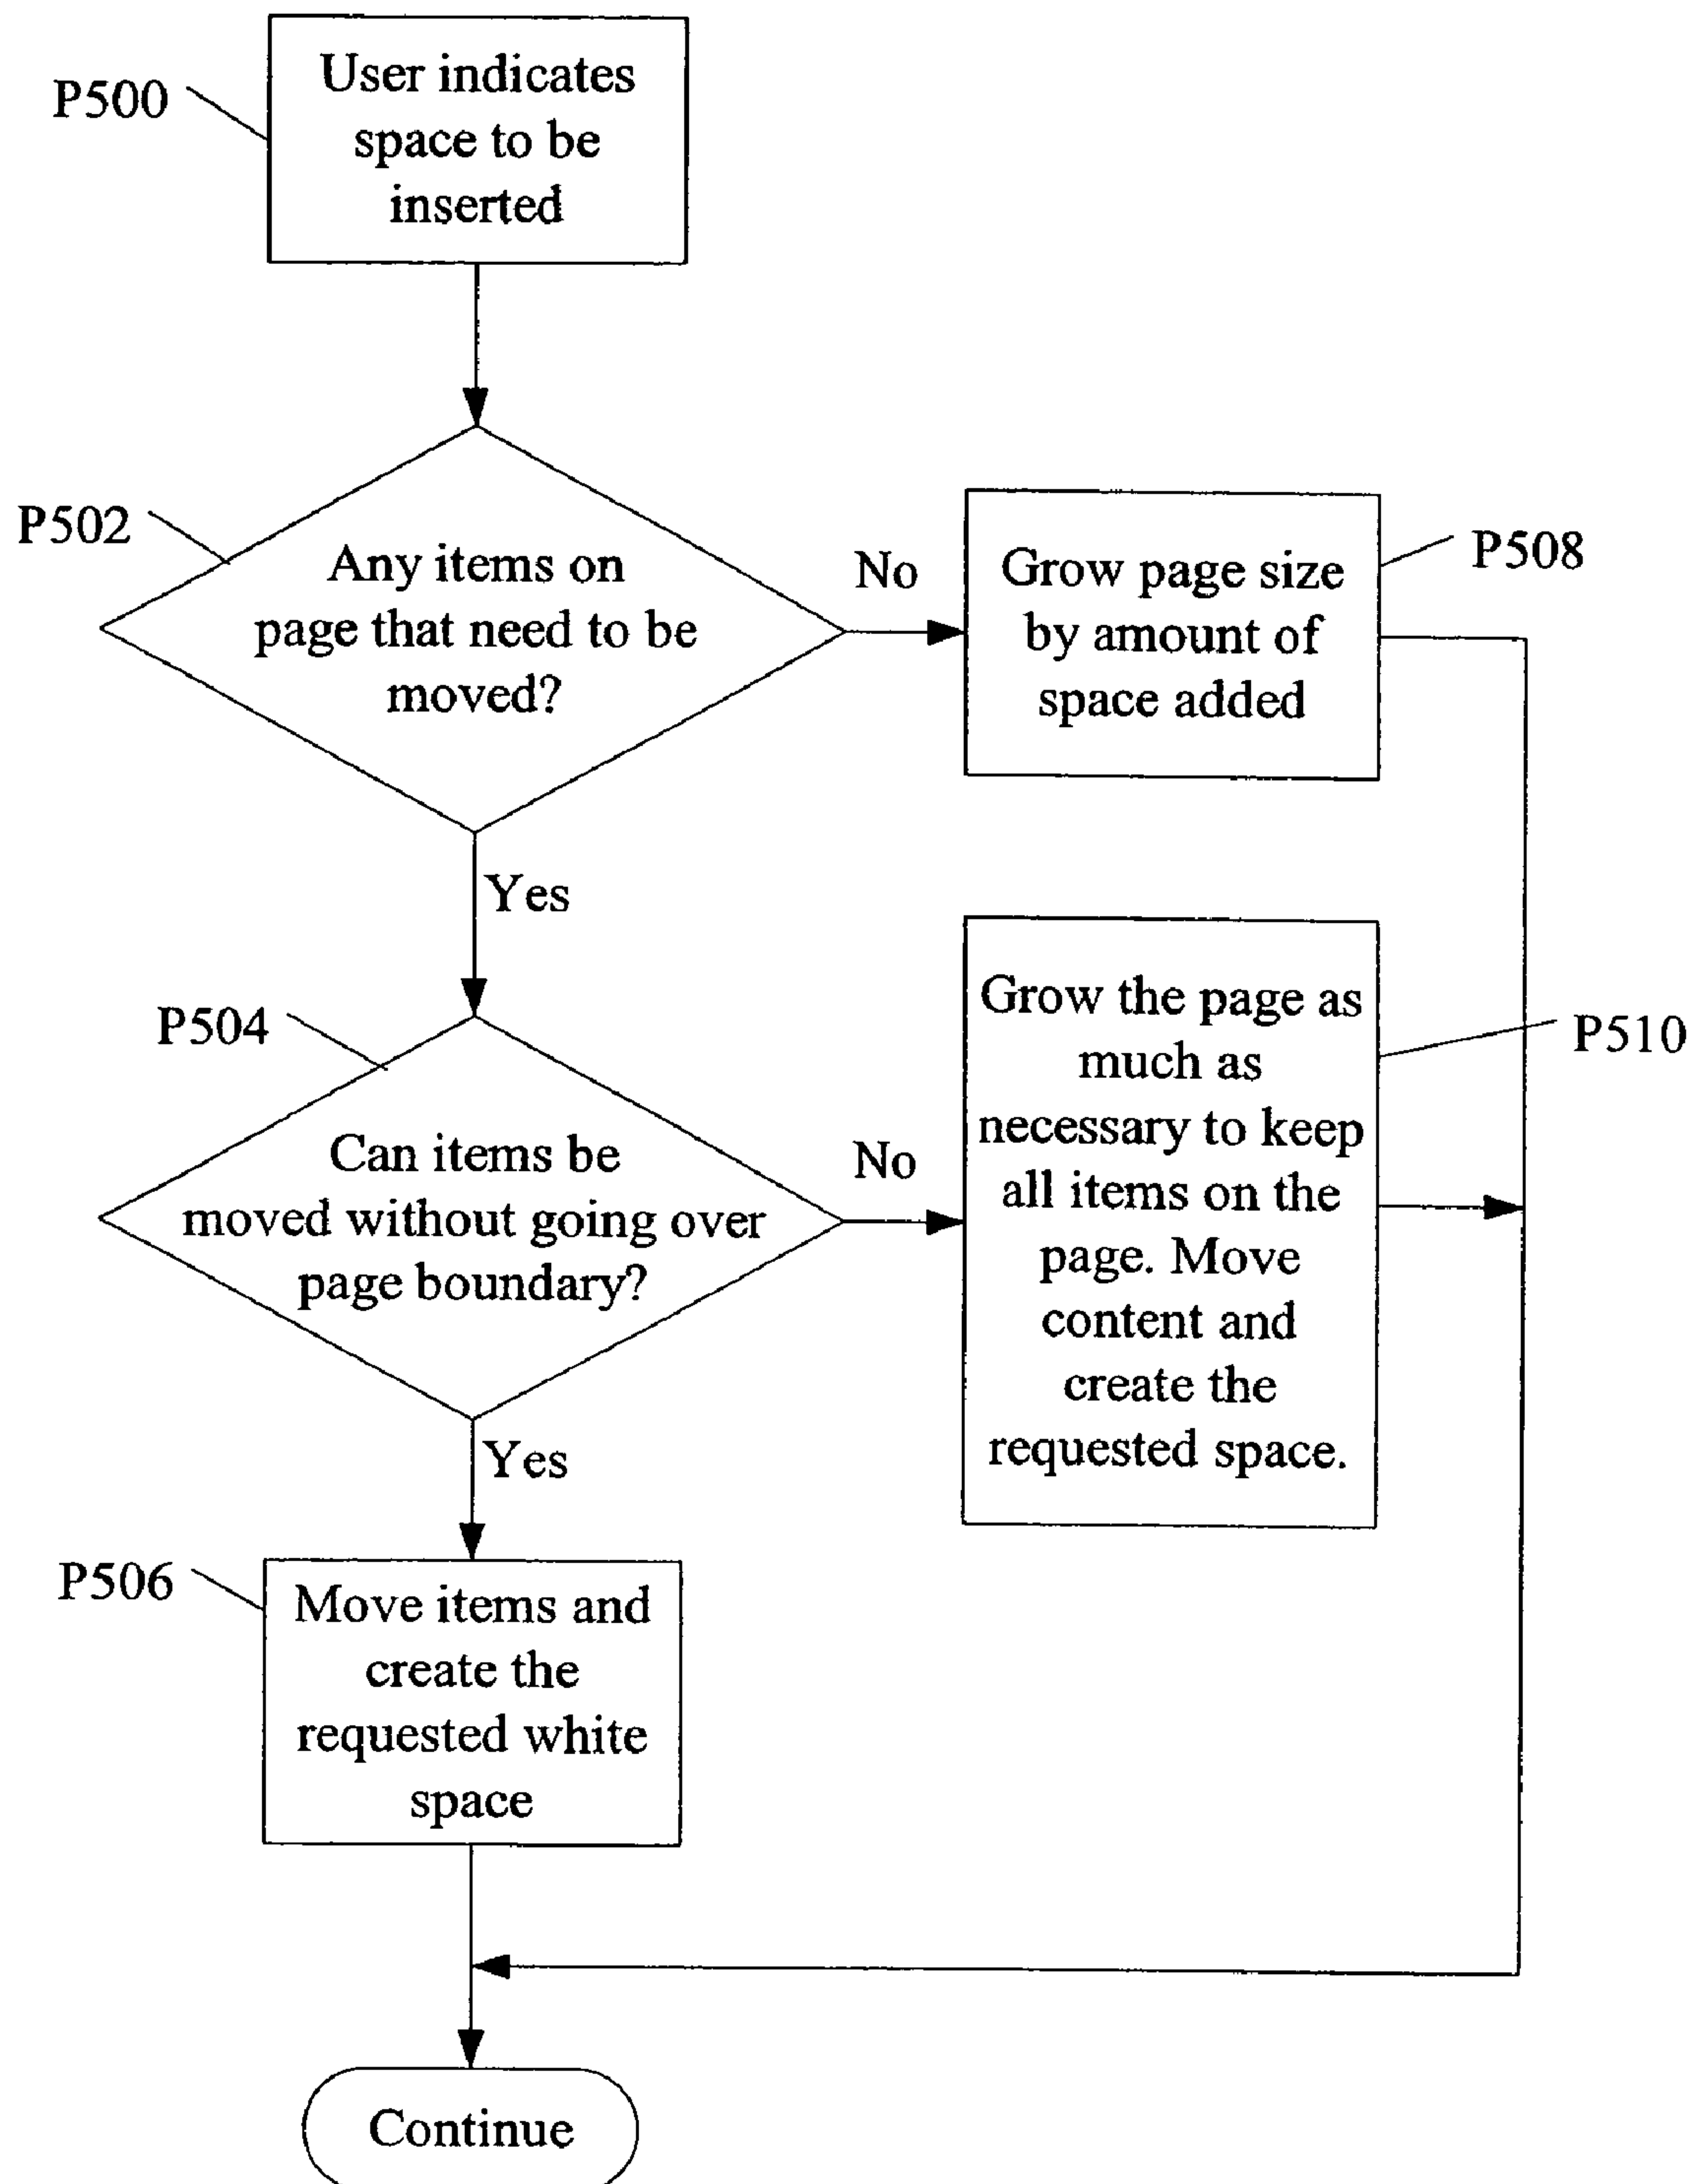 P500
User indicates
space to be
inserted
P502
Any items on
page that need to be
moved?
No
Grow page size
by amount of
space added
P508
Yes
P504
Can items be
moved without going over
page boundary?
No
Grow the page as
much as
necessary to keep
all items on the
page. Move
content and
create the
requested space.
P510
Yes
P506
Move items and
create the
requested white
space
Continue